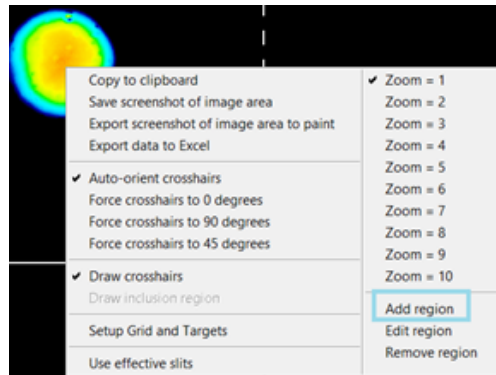 Copy to clipboard
Save screenshot of image area
Export screenshot of image area to paint
Export data to Excel
Auto-orient crosshairs
Force crosshairs to 0 degrees
Force crosshairs to 90 degrees
Force crosshairs to 45 degrees
Draw crosshairs
Draw inclusion region
Setup Grid and Targets
Use effective slits
Zoom = 1
Zoom = 2
Zoom = 3
Zoom = 4
Zoom = 5
Zoom = 6
Zoom = 7
Zoom = 8
Zoom = 9
Zoom = 10
Add region
Edit region
Remove region